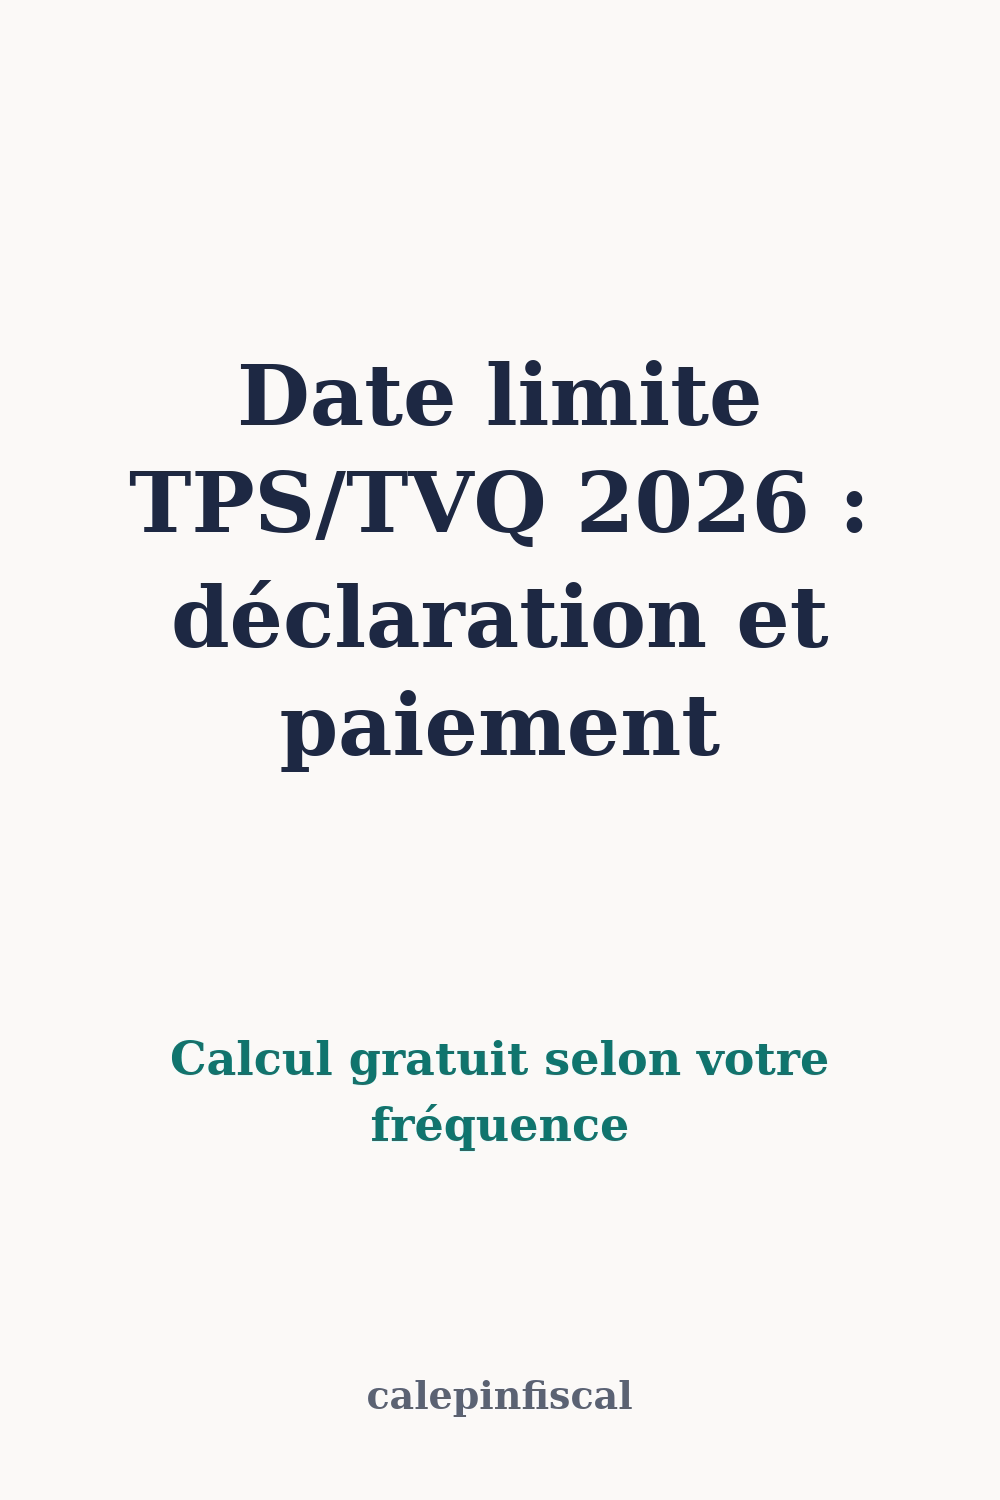 Date limite
TPS/TVQ 2026 :
déclaration et
paiement
Calcul gratuit selon votre
fréquence
calepinfiscal